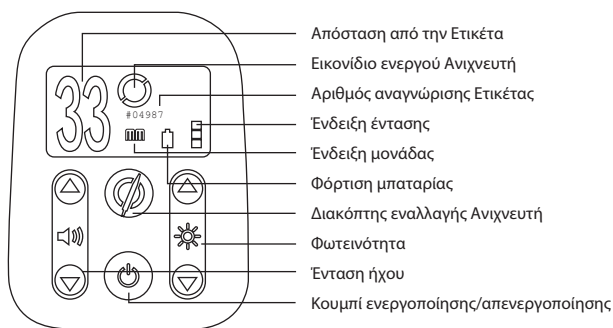 Απόσταση από την Ετικέτα
Εικονίδιο ενεργού Ανιχνευτή
Αριθμός αναγνώρισης Ετικέτας
Ένδειξη έντασης
Ένδειξη μονάδας
Φόρτιση μπαταρίας
Διακόπτης εναλλαγής Ανιχνευτή
Φωτεινότητα
Ένταση ήχου
Κουμπί ενεργοποίησης/απενεργοποίησης
33
#04987
mm